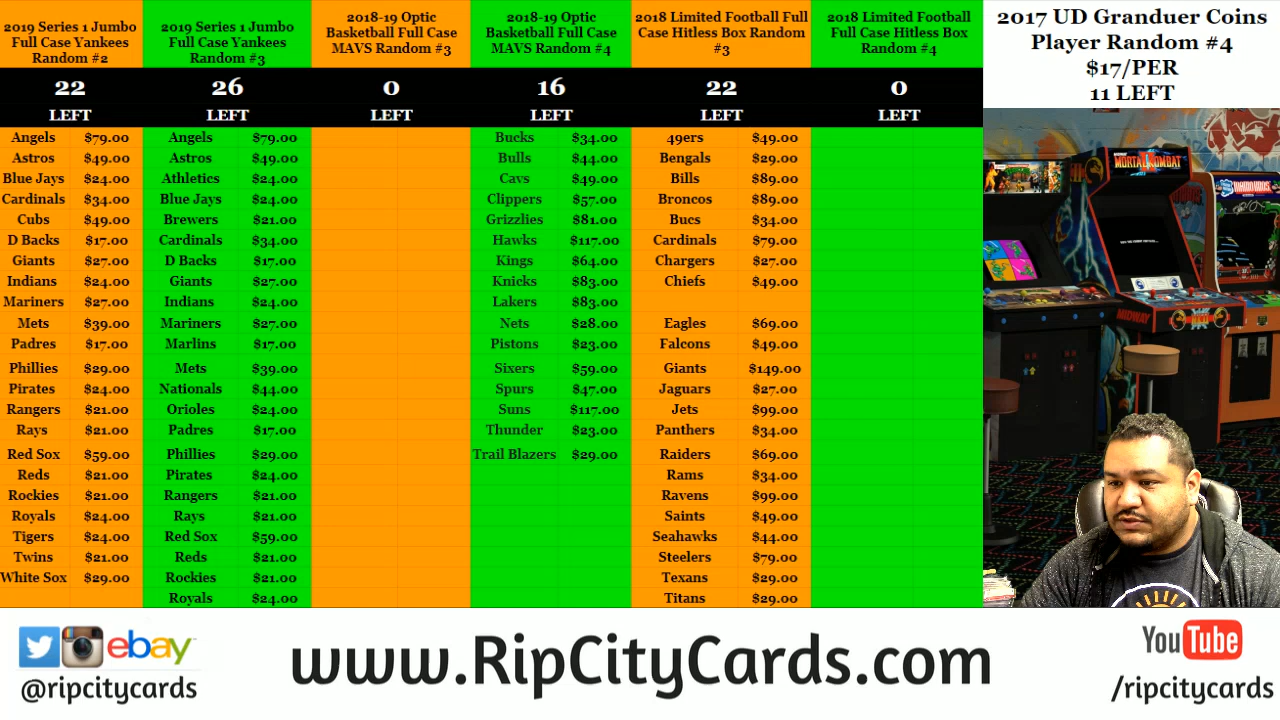 2019 Series 1 Jumbo
Full Case Yankees
Random #2
22
LEFT
Angels $79.00
Astros $49.00
Blue Jays $24.00
Cardinals $34.00
Cubs $49.00
D Backs $17.00
Giants $27.00
Indians $24.00
Mariners $27.00
Mets $39.00
Padres $17.00
Phillies $29.00
Pirates $24.00
Rangers $21.00
Rays $21.00
Red Sox $59.00
Reds $21.00
Rockies $21.00
Royals $24.00
Tigers $24.00
Twins $21.00
White Sox $29.00
2019 Series 1 Jumbo
Full Case Yankees
Random #3
26
LEFT
Angels $79.00
Astros $49.00
Athletics $24.00
Blue Jays $24.00
Brewers $21.00
Cardinals $34.00
D Backs $17.00
Giants $27.00
Indians $24.00
Mariners $27.00
Marlins $17.00
Mets $39.00
Nationals $44.00
Orioles $24.00
Padres $17.00
Phillies $29.00
Pirates $24.00
Rangers $21.00
Rays $21.00
Red Sox $59.00
Reds $21.00
Rockies $21.00
Royals $24.00
2018-19 Optic
Basketball Full Case
MAVS Random #3
0
LEFT
2018-19 Optic
Basketball Full Case
MAVS Random #4
16
LEFT
Bucks $34.00
Bulls $44.00
Cavs $49.00
Clippers $57.00
Grizzlies $81.00
Hawks $117.00
Kings $64.00
Knicks $83.00
Lakers $83.00
Nets $28.00
Pistons $23.00
Sixers $59.00
Spurs $47.00
Suns $117.00
Thunder $23.00
Trail Blazers $29.00
2018 Limited Football Full
Case Hitless Box Random
#3
22
LEFT
49ers $49.00
Bengals $29.00
Bills $89.00
Broncos $89.00
Bucs $34.00
Cardinals $79.00
Chargers $27.00
Chiefs $49.00
Eagles $69.00
Falcons $49.00
Giants $149.00
Jaguars $27.00
Jets $99.00
Panthers $34.00
Raiders $69.00
Rams $34.00
Ravens $99.00
Saints $49.00
Seahawks $44.00
Steelers $79.00
Texans $29.00
Titans $29.00
2018 Limited Football
Full Case Hitless Box
Random #4
0
LEFT
2017 UD Granduer Coins
Player Random #4
$17/PER
11 LEFT
MORTAL KOMBAT
MIDWAY
ebay
@ripcitycards
www.RipCityCards.com
YouTube
/ripcitycards